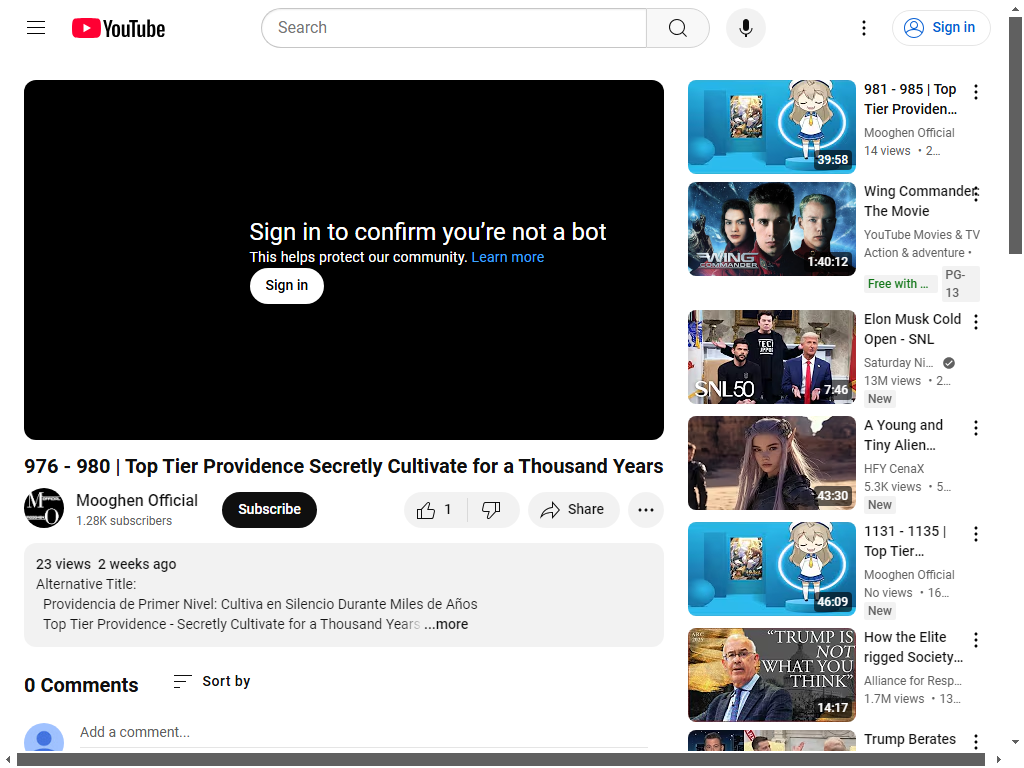 YouTube
Search
Sign in
Sign in to confirm you’re not a bot
This helps protect our community. Learn more
Sign in
976 - 980 | Top Tier Providence Secretly Cultivate for a Thousand Years
Mooghen Official
1.28K subscribers
Subscribe
1
Share
23 views 2 weeks ago
Alternative Title:
Providencia de Primer Nivel: Cultiva en Silencio Durante Miles de Años
Top Tier Providence - Secretly Cultivate for a Thousand Years ...more
0 Comments
Sort by
Add a comment...
39:58
981 - 985 | Top
Tier Providen...
Mooghen Official
14 views • 2...
WING
COMMANDER
1:40:12
Wing Commander:
The Movie
YouTube Movies & TV
Action & adventure •
Free with ...
PG-
13
SNL50
7:46
Elon Musk Cold
Open - SNL
Saturday Ni...
13M views • 2...
New
43:30
A Young and
Tiny Alien...
HFY CenaX
5.3K views • 5...
New
46:09
1131 - 1135 |
Top Tier...
Mooghen Official
No views • 16...
New
ARC
2025
“TRUMP IS
NOT
WHAT YOU
THINK”
14:17
How the Elite
rigged Society...
Alliance for Resp...
1.7M views • 13...
Trump Berates